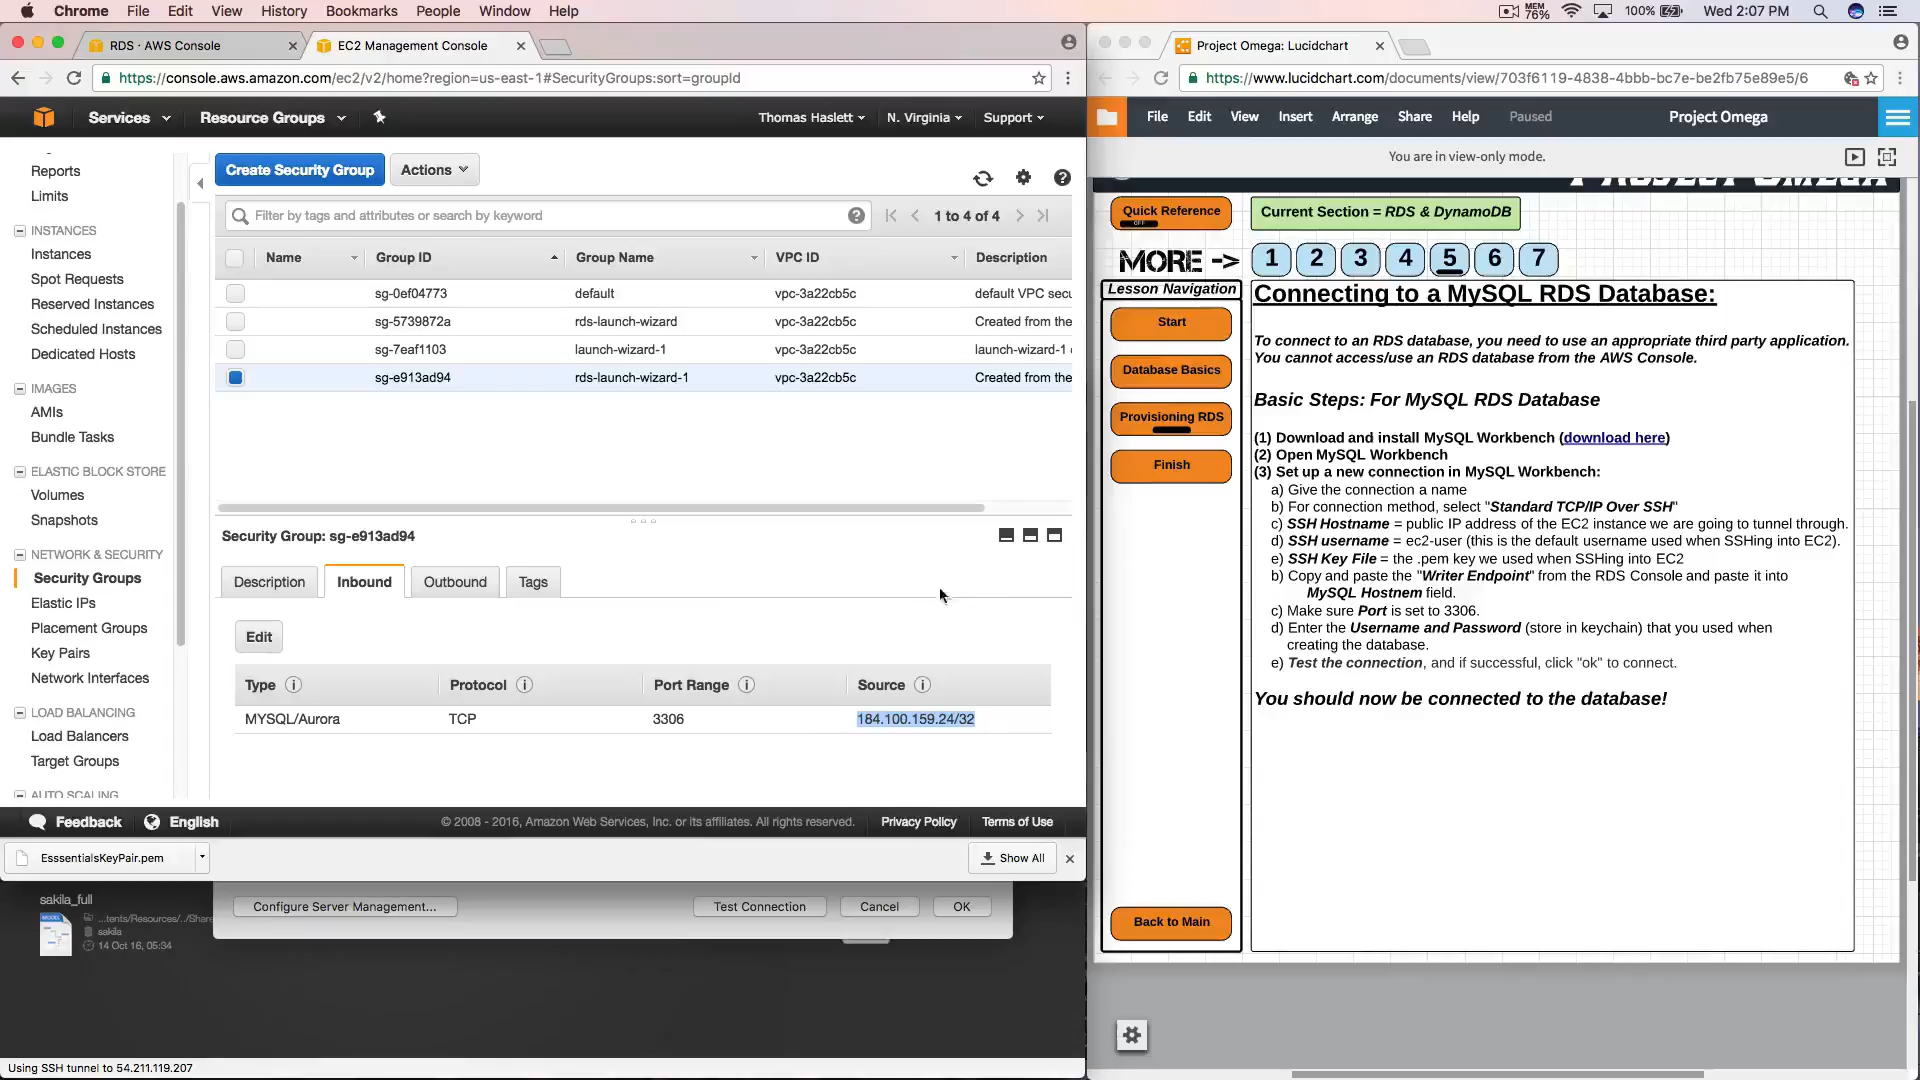 Chrome File Edit View History Bookmarks People Window Help
MEM 76% 100% Wed 2:07 PM
RDS · AWS Console
EC2 Management Console
https://console.aws.amazon.com/ec2/v2/home?region=us-east-1#SecurityGroups:sort=groupId
Services Resource Groups Thomas Haslett N. Virginia Support
Reports
Limits
INSTANCES
Instances
Spot Requests
Reserved Instances
Scheduled Instances
Dedicated Hosts
IMAGES
AMIs
Bundle Tasks
ELASTIC BLOCK STORE
Volumes
Snapshots
NETWORK & SECURITY
Security Groups
Elastic IPs
Placement Groups
Key Pairs
Network Interfaces
LOAD BALANCING
Load Balancers
Target Groups
AUTO SCALING
Create Security Group Actions
Filter by tags and attributes or search by keyword
1 to 4 of 4
Name Group ID Group Name VPC ID Description
sg-0ef04773 default vpc-3a22cb5c default VPC secu
sg-5739872a rds-launch-wizard vpc-3a22cb5c Created from the
sg-7eaf1103 launch-wizard-1 vpc-3a22cb5c launch-wizard-1 c
sg-e913ad94 rds-launch-wizard-1 vpc-3a22cb5c Created from the
Security Group: sg-e913ad94
Description Inbound Outbound Tags
Edit
Type Protocol Port Range Source
MYSQL/Aurora TCP 3306 184.100.159.24/32
Feedback English © 2008 - 2016, Amazon Web Services, Inc. or its affiliates. All rights reserved. Privacy Policy Terms of Use
EsssentialsKeyPair.pem Show All
sakila_full
...tents/Resources/../Share
sakila
14 Oct 16, 05:34
Configure Server Management... Test Connection Cancel OK
Using SSH tunnel to 54.211.119.207
Project Omega: Lucidchart
https://www.lucidchart.com/documents/view/703f6119-4838-4bbb-bc7e-be2fb75e89e5/6
File Edit View Insert Arrange Share Help Paused Project Omega
You are in view-only mode.
PROJECT OMEGA
Quick Reference
OFF
Current Section = RDS & DynamoDB
MORE -> 1 2 3 4 5 6 7
Lesson Navigation
Start
Database Basics
Provisioning RDS
Finish
Back to Main
Connecting to a MySQL RDS Database:
To connect to an RDS database, you need to use an appropriate third party application.
You cannot access/use an RDS database from the AWS Console.
Basic Steps: For MySQL RDS Database
(1) Download and install MySQL Workbench (download here)
(2) Open MySQL Workbench
(3) Set up a new connection in MySQL Workbench:
a) Give the connection a name
b) For connection method, select "Standard TCP/IP Over SSH"
c) SSH Hostname = public IP address of the EC2 instance we are going to tunnel through.
d) SSH username = ec2-user (this is the default username used when SSHing into EC2).
e) SSH Key File = the .pem key we used when SSHing into EC2
b) Copy and paste the "Writer Endpoint" from the RDS Console and paste it into
MySQL Hostnem field.
c) Make sure Port is set to 3306.
d) Enter the Username and Password (store in keychain) that you used when
creating the database.
e) Test the connection, and if successful, click "ok" to connect.
You should now be connected to the database!